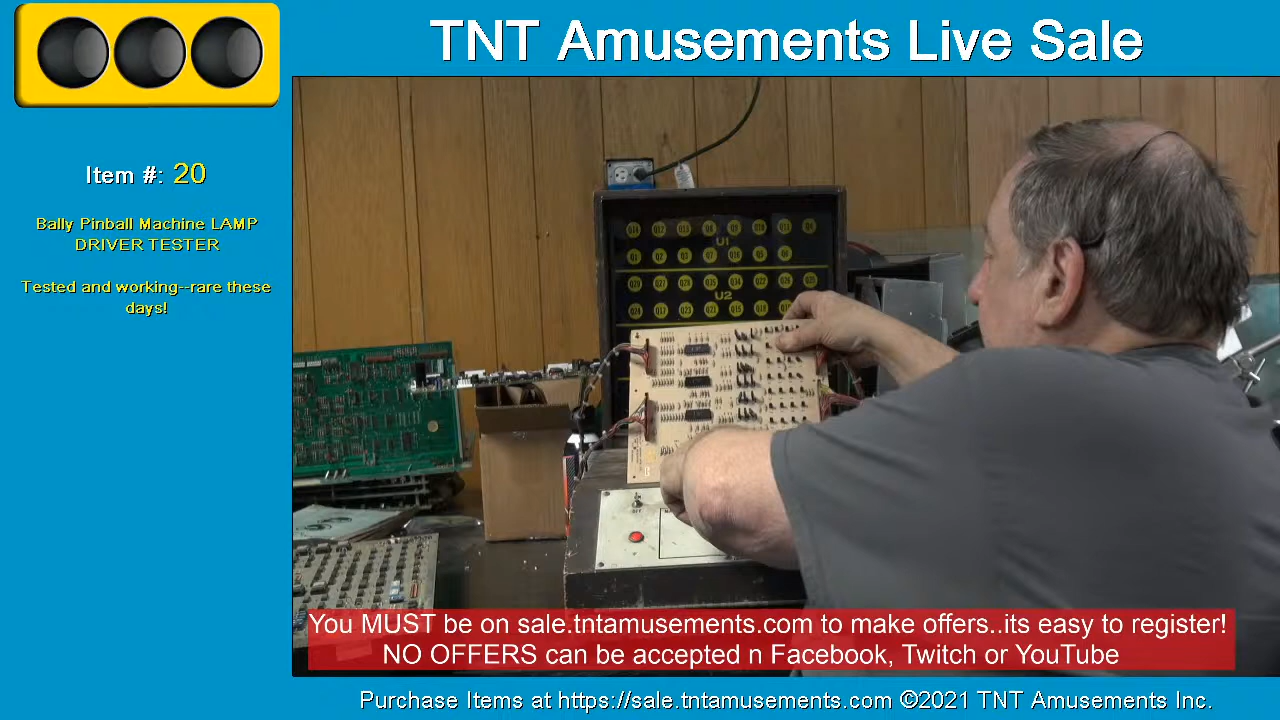 TNT Amusements Live Sale
Item #: 20
Bally Pinball Machine LAMP
DRIVER TESTER
Tested and working--rare these
days!
U1
U2
OFF
You MUST be on sale.tntamusements.com to make offers..its easy to register!
NO OFFERS can be accepted n Facebook, Twitch or YouTube
Purchase Items at https://sale.tntamusements.com ©2021 TNT Amusements Inc.